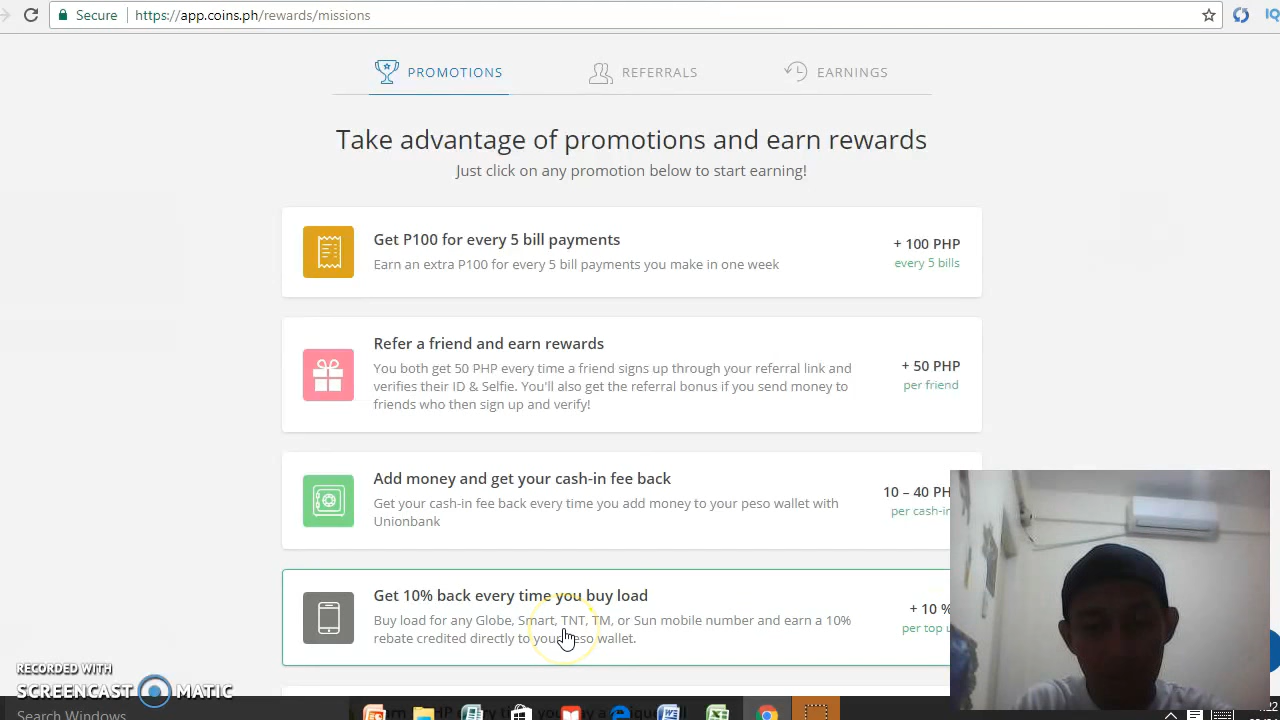 Secure
https://app.coins.ph/rewards/missions
IQ
PROMOTIONS
REFERRALS
EARNINGS
Take advantage of promotions and earn rewards
Just click on any promotion below to start earning!
Get P100 for every 5 bill payments
+ 100 PHP
Earn an extra P100 for every 5 bill payments you make in one week
every 5 bills
Refer a friend and earn rewards
You both get 50 PHP every time a friend signs up through your referral link and
+ 50 PHP
verifies their ID & Selfie. You'll also get the referral bonus if you send money to
per friend
friends who then sign up and verify!
Add money and get your cash-in fee back
10 – 40 PH
Get your cash-in fee back every time you add money to your peso wallet with
per cash-in
Unionbank
Get 10% back every time you buy load
+ 10 %
Buy load for any Globe, Smart, TNT, TM, or Sun mobile number and earn a 10%
per top u
rebate credited directly to your peso wallet.
RECORDED WITH
SCREENCAST MATIC
Search Windows